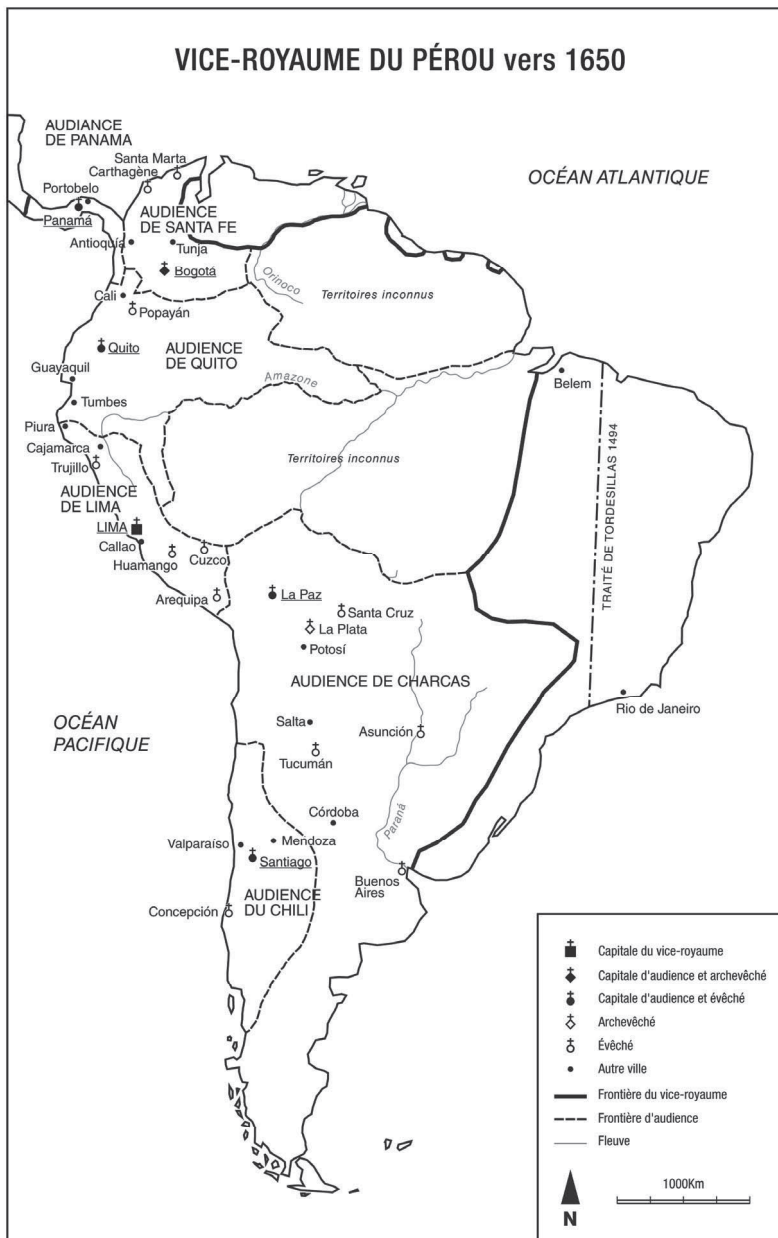 VICE-ROYAUME DU PÉROU vers 1650
AUDIANCE
DE PANAMA
Santa Marta
Carthagène
OCÉAN ATLANTIQUE
Portobelo
Panamá
AUDIENCE
DE SANTA FE
Antioquía
Tunja
Bogotá
Orinoco
Territoires inconnus
Cali
Popayán
Quito
AUDIENCE
DE QUITO
Guayaquil
Amazone
Belem
Tumbes
Piura
Cajamarca
Trujillo
Territoires inconnus
AUDIENCE
DE LIMA
LIMA
Callao
Huamango
Cuzco
TRAITÉ DE TORDESILLAS 1494
Arequipa
La Paz
Santa Cruz
La Plata
Potosí
AUDIENCE DE CHARCAS
Rio de Janeiro
OCÉAN
PACIFIQUE
Salta
Asunción
Tucumán
Córdoba
Paraná
Valparaíso
Mendoza
Santiago
Buenos
Aires
AUDIENCE
DU CHILI
Concepción
Capitale du vice-royaume
Capitale d'audience et archevêché
Capitale d'audience et évêché
Archevêché
Évêché
Autre ville
Frontière du vice-royaume
Frontière d'audience
Fleuve
1000Km
N